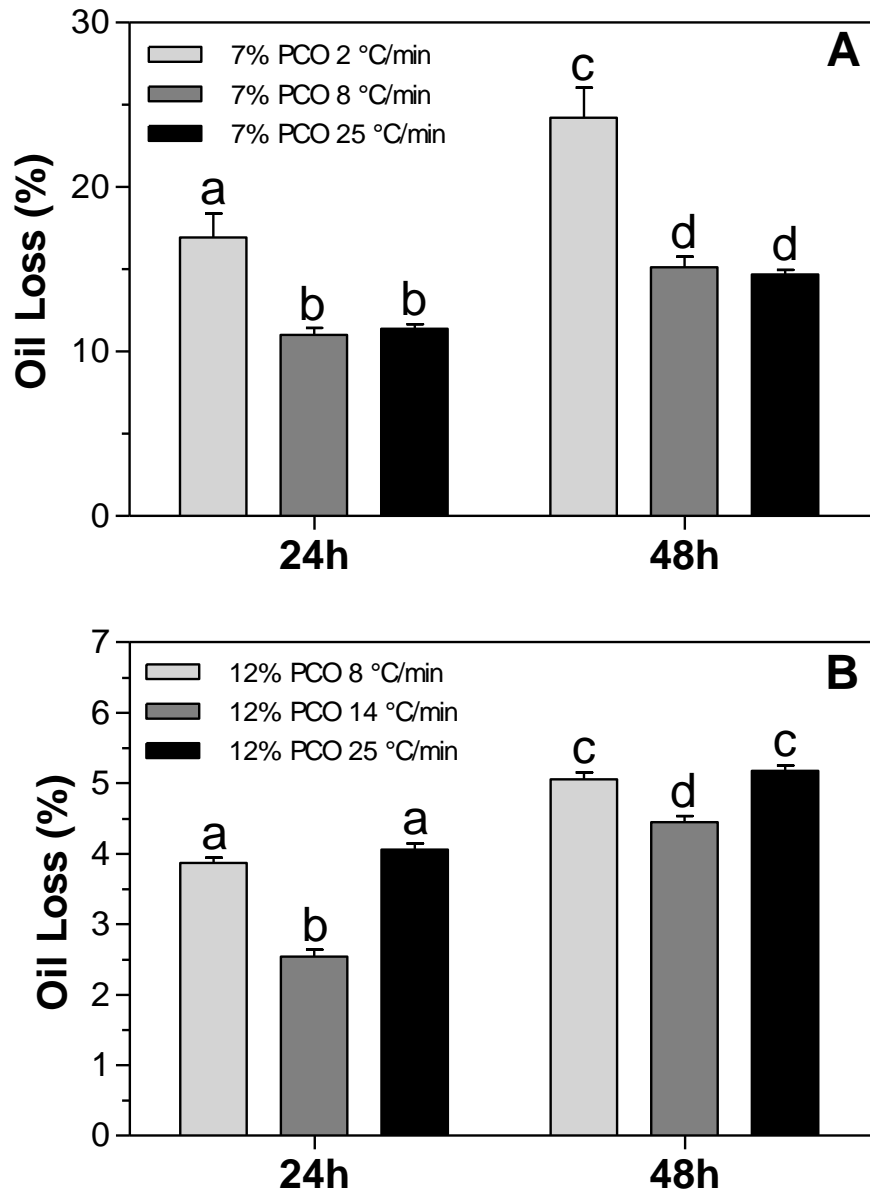 A
7% PCO 2 °C/min
7% PCO 8 °C/min
7% PCO 25 °C/min
Oil Loss (%)
30
20
10
0
a
b
b
c
d
d
24h
48h
B
12% PCO 8 °C/min
12% PCO 14 °C/min
12% PCO 25 °C/min
Oil Loss (%)
7
6
5
4
3
2
1
0
a
b
a
c
d
c
24h
48h